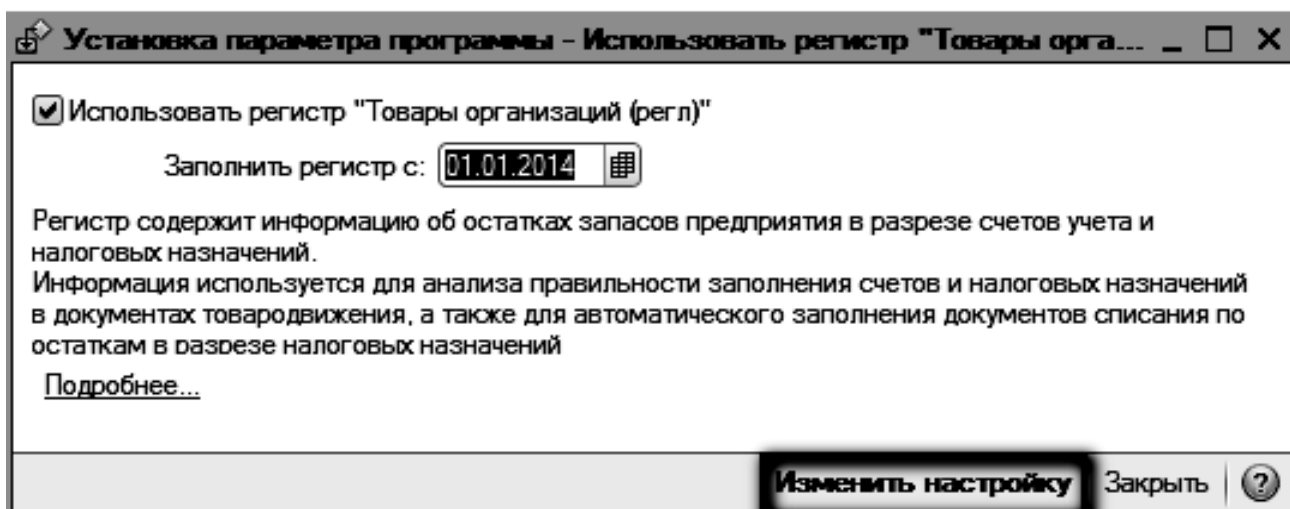 Установка параметра программы - Использовать регистр "Товары орга...
Использовать регистр "Товары организаций (регл)"
Заполнить регистр с: 01.01.2014
Регистр содержит информацию об остатках запасов предприятия в разрезе счетов учета и
налоговых назначений.
Информация используется для анализа правильности заполнения счетов и налоговых назначений
в документах товародвижения, а также для автоматического заполнения документов списания по
остаткам в разрезе налоговых назначений
Подробнее...
Изменить настройку Закрыть ?